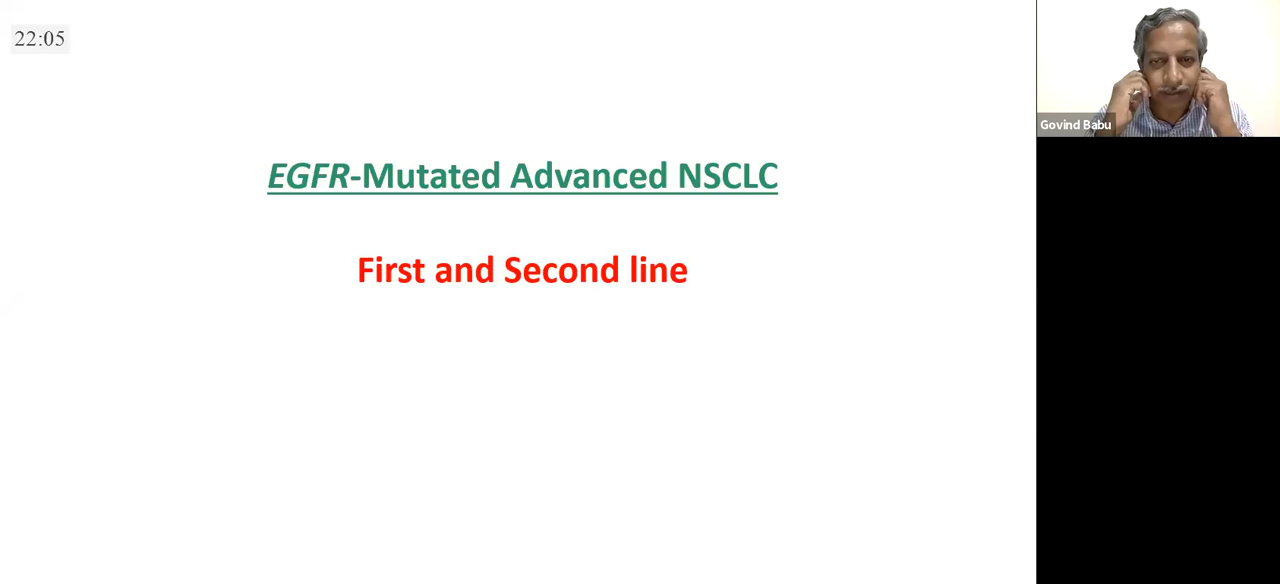 22:05
EGFR-Mutated Advanced NSCLC
First and Second line
Govind Babu